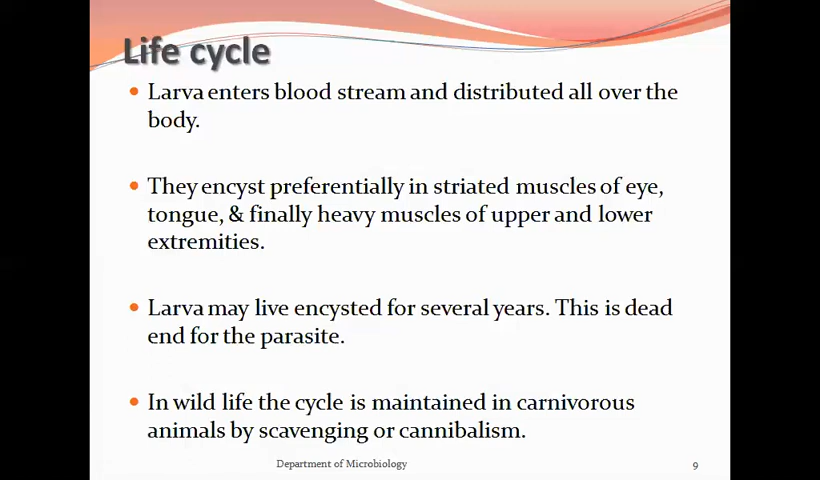 Life cycle
Larva enters blood stream and distributed all over the
body.
They encyst preferentially in striated muscles of eye,
tongue, & finally heavy muscles of upper and lower
extremities.
Larva may live encysted for several years. This is dead
end for the parasite.
In wild life the cycle is maintained in carnivorous
animals by scavenging or cannibalism.
Department of Microbiology
9